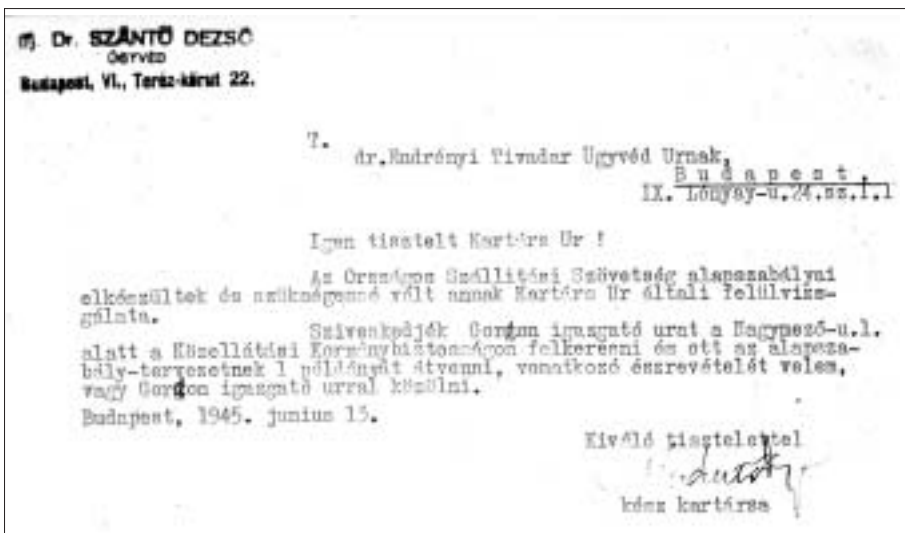 ifj. Dr. SZÁNTÓ DEZSŐ
ÜGYVÉD
Budapest, VI., Teréz-körut 22.
T.
dr.Endrényi Tivadar Ügyvéd Urnak,
Budapest,
IX. Lónyay-u.24.sz.I.1
Igen tisztelt Kartárs Ur !
Az Országos Szállitási Szövetség alapszabályai
elkészültek és szükségessé vált annak Kartárs Ur általi felülvizs-
gálata.
Sziveskedjék Gordon igazgató urat a Nagymező-u.1.
alatt a Közellátási Kormánybiztosságon felkeresni és ott az alapsza-
bály-tervezetnek 1 példányát átvenni, vonatkozó észrevételét velem,
vagy Gordon igazgató urral közölni.
Budapest, 1945. junius 15.
Kiváló tisztelettel
kész kartársa